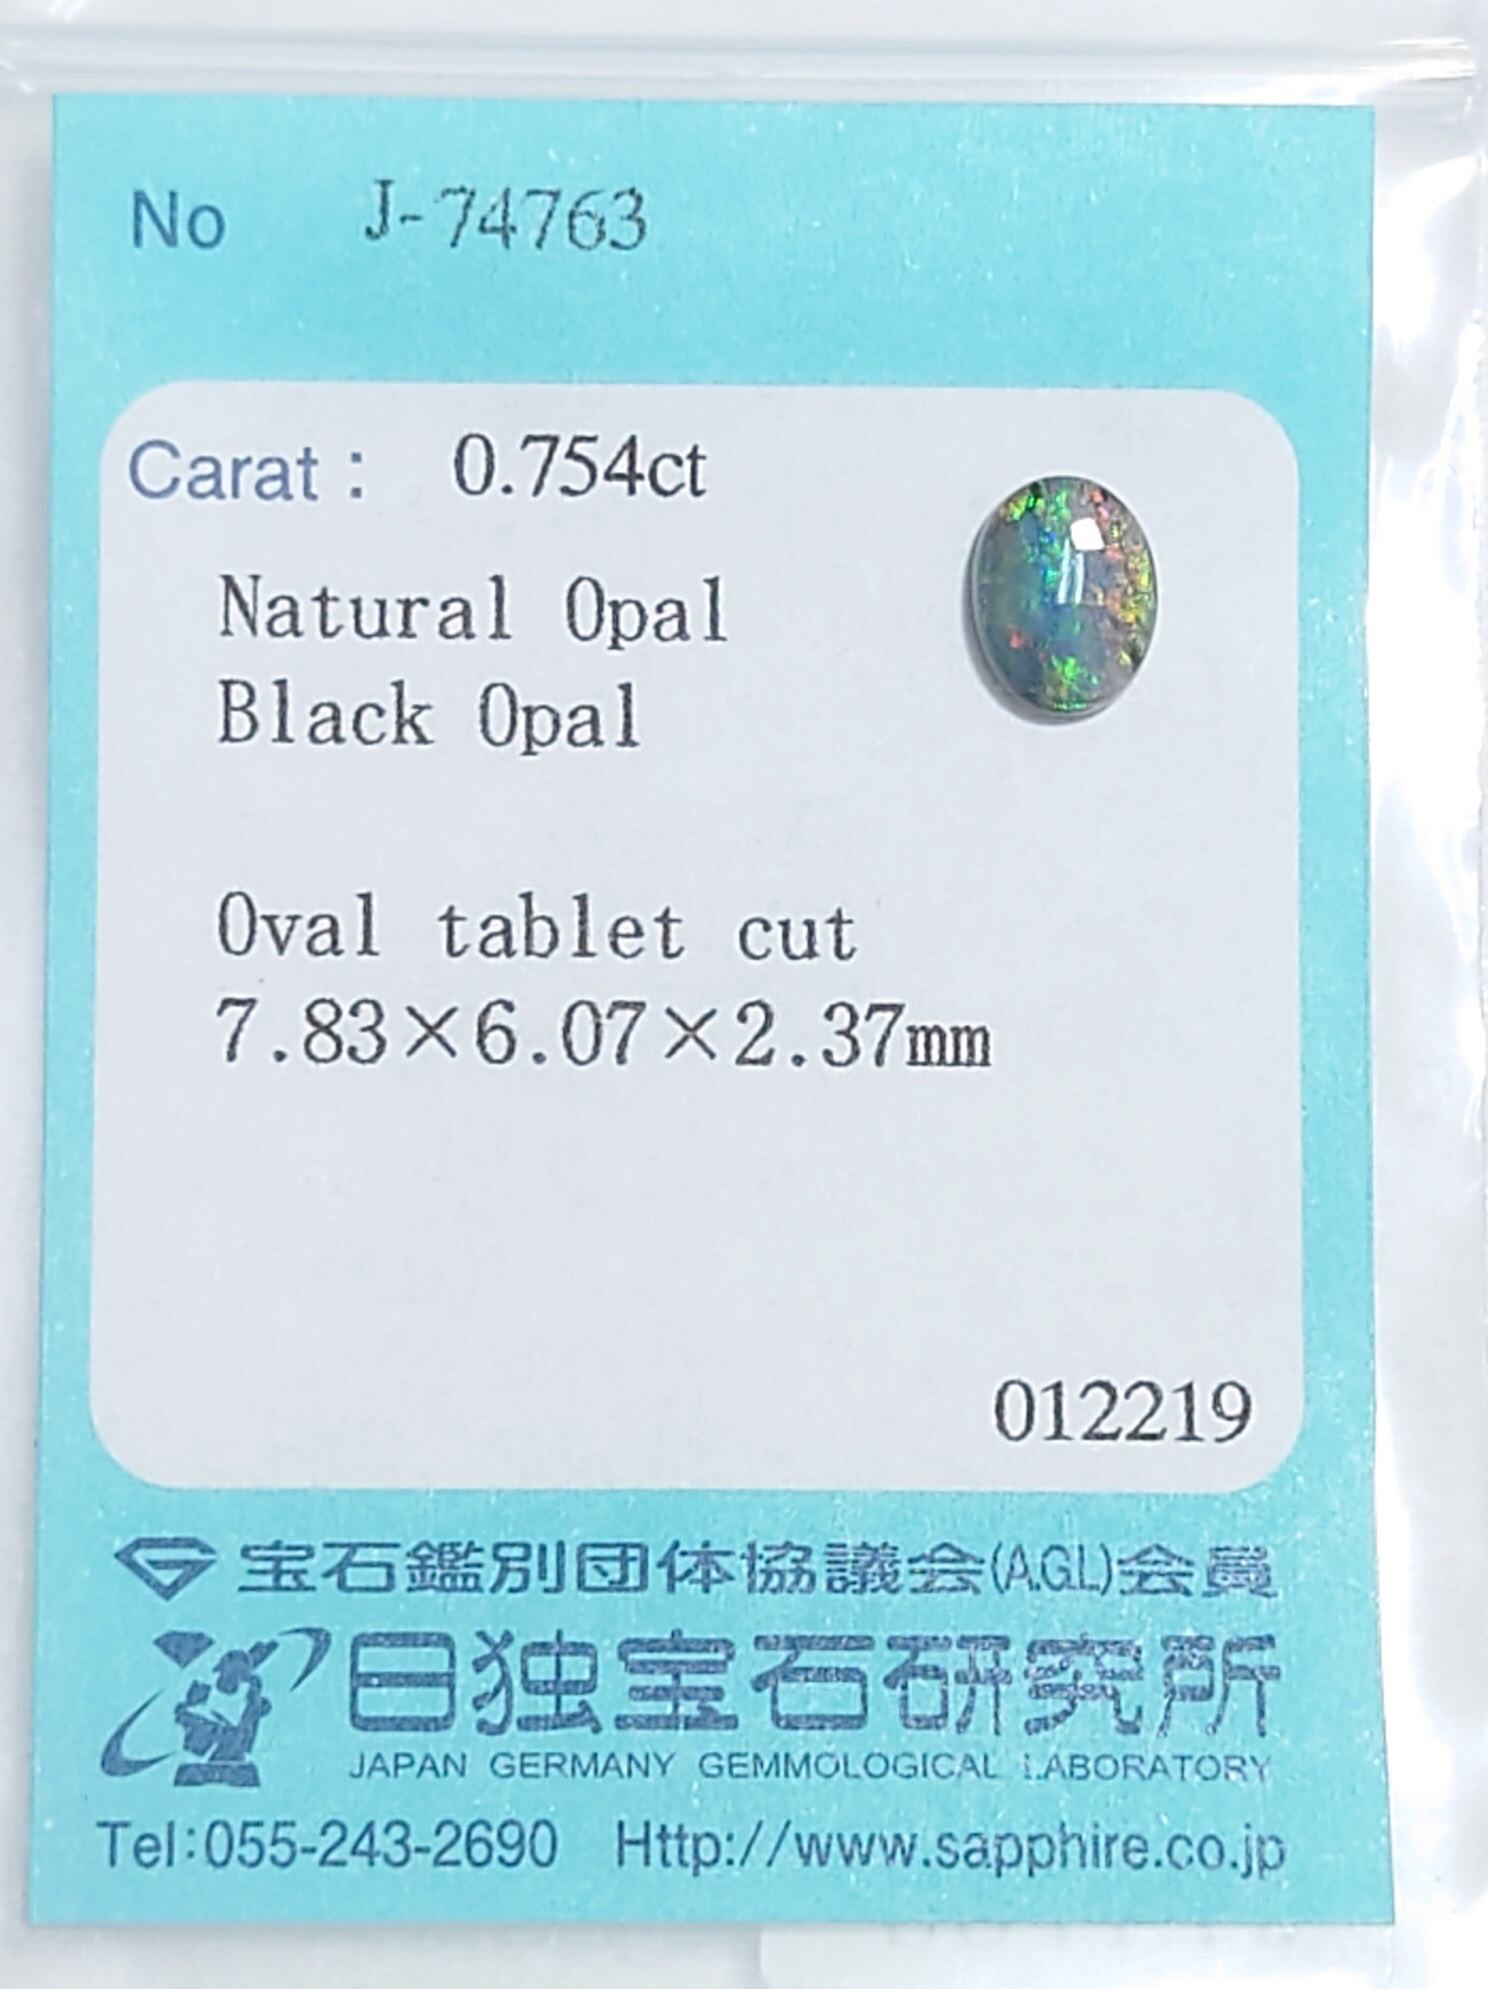 No J-74763
Carat : 0.754ct
Natural Opal
Black Opal
Oval tablet cut
7.83×6.07×2.37mm
012219
宝石鑑別団体協議会(A.G.L)会員
日独宝石研究所
JAPAN GERMANY GEMMOLOGICAL LABORATORY
Tel:055-243-2690 Http://www.sapphire.co.jp